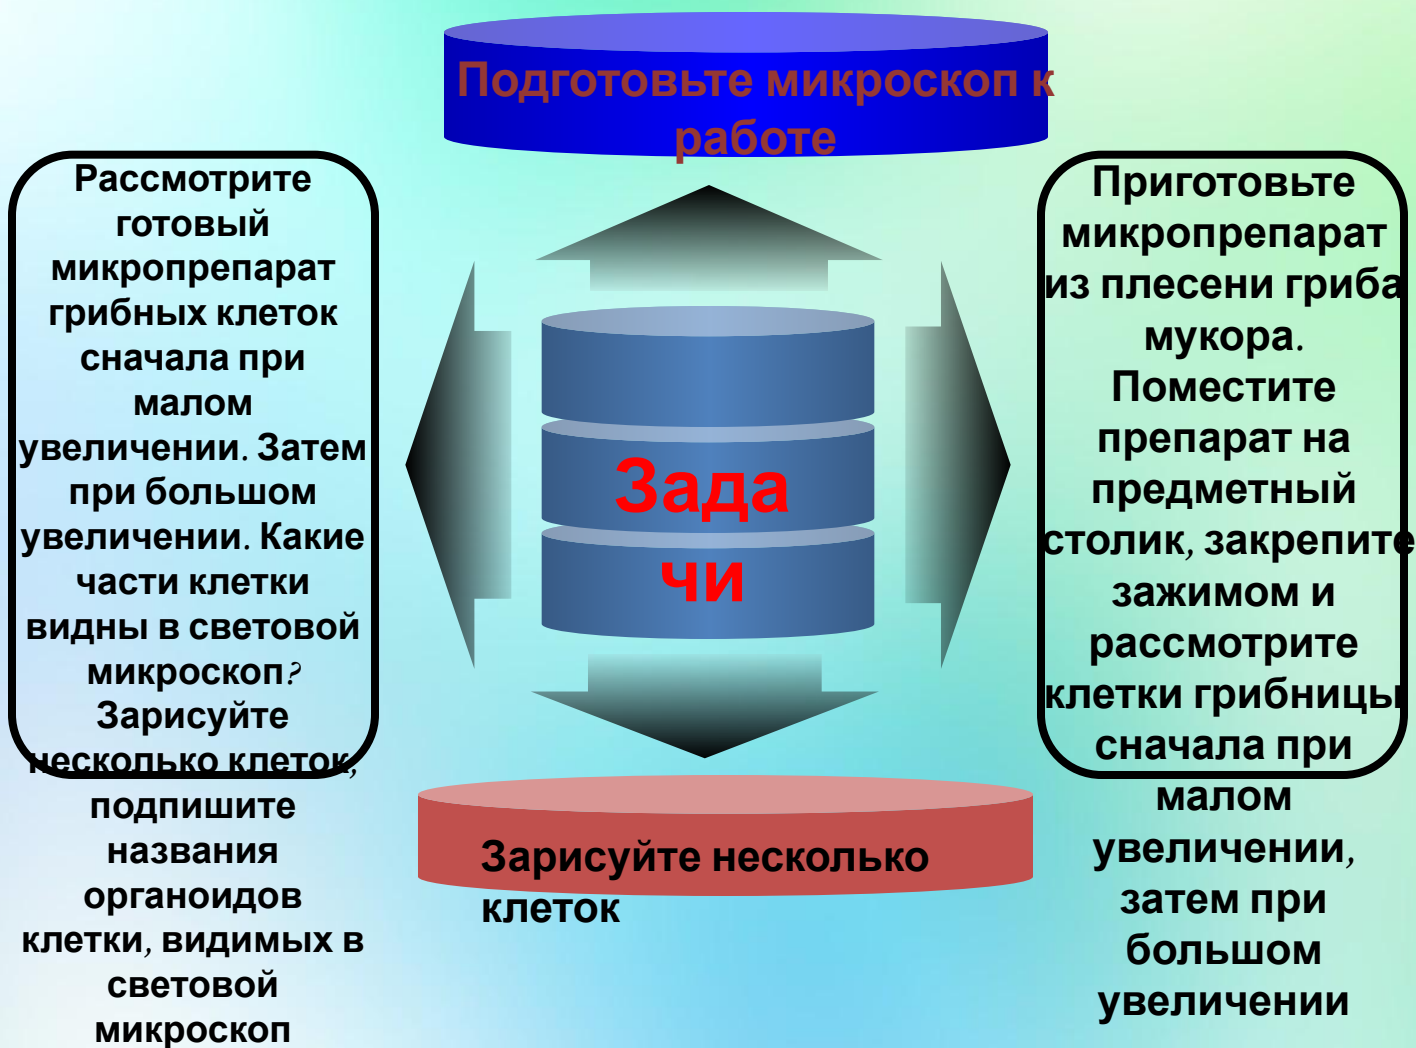 Подготовьте микроскоп к
работе
Рассмотрите
готовый
микропрепарат
грибных клеток
сначала при
малом
увеличении. Затем
при большом
увеличении. Какие
части клетки
видны в световой
микроскоп?
Зарисуйте
несколько клеток,
подпишите
названия
органоидов
клетки, видимых в
световой
микроскоп
Зада
чи
Приготовьте
микропрепарат
из плесени гриба
мукора.
Поместите
препарат на
предметный
столик, закрепите
зажимом и
рассмотрите
клетки грибницы
сначала при
малом
увеличении,
затем при
большом
увеличении
Зарисуйте несколько
клеток